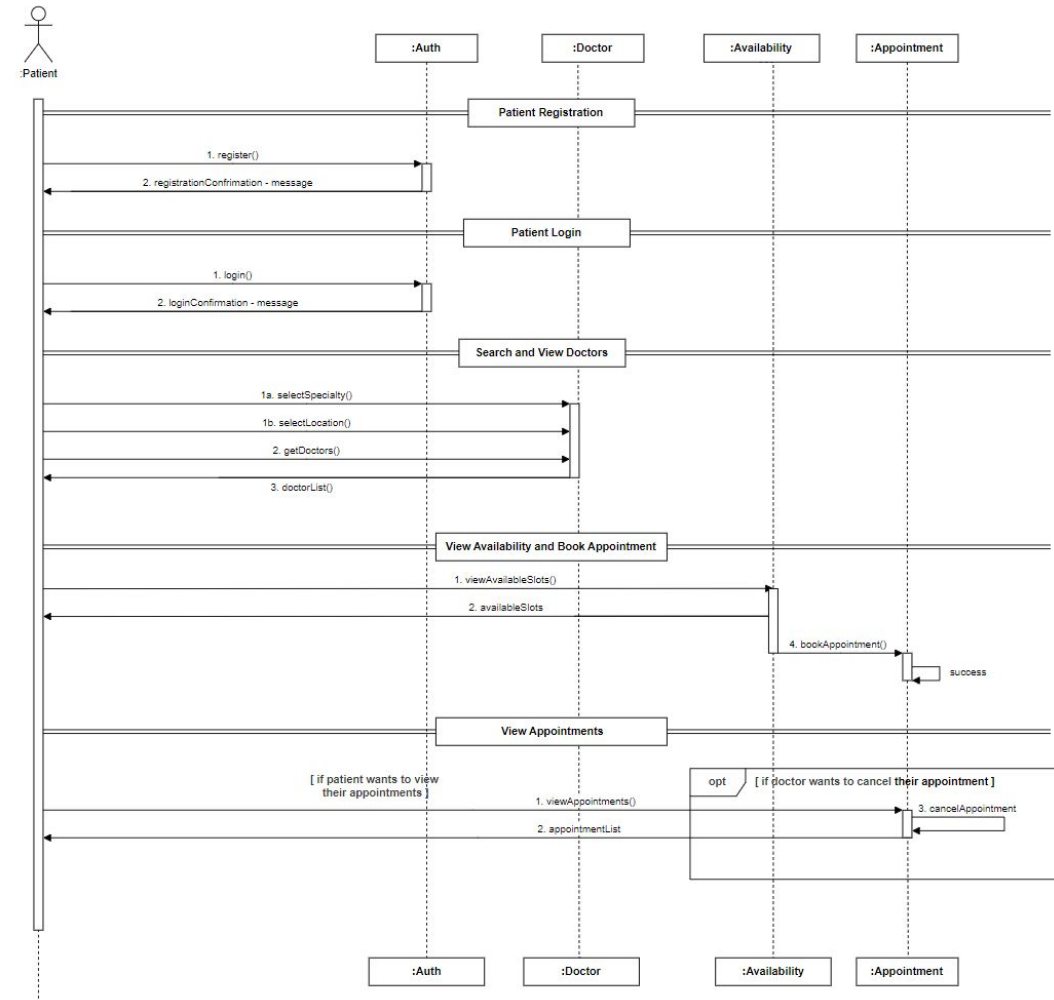 :Patient
:Auth
:Doctor
:Availability
:Appointment
Patient Registration
1. register()
2. registrationConfrimation - message
Patient Login
1. login()
2. loginConfirmation - message
Search and View Doctors
1a. selectSpecialty()
1b. selectLocation()
2. getDoctors()
3. doctorList()
View Availability and Book Appointment
1. viewAvailableSlots()
2. availableSlots
4. bookAppointment()
success
View Appointments
[ if patient wants to view
their appointments ]
opt
[ if doctor wants to cancel their appointment ]
1. viewAppointments()
3. cancelAppointment
2. appointmentList
:Auth
:Doctor
:Availability
:Appointment